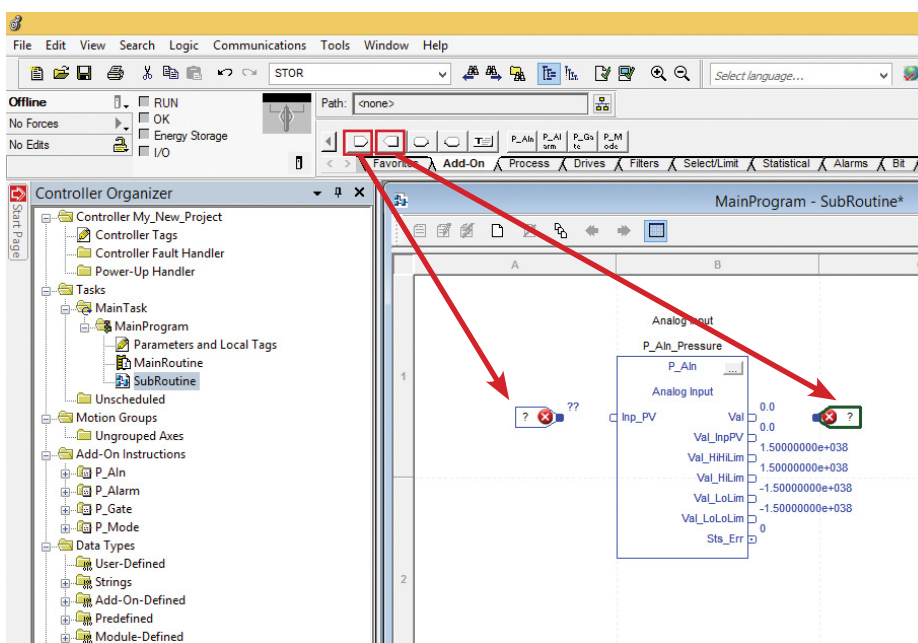 File Edit View Search Logic Communications Tools Window Help
STOR
Select language...
Offline
RUN
Path: <none>
No Forces
OK
No Edits
Energy Storage
I/O
T
P_AIn P_Al arm P_Ga te P_M ode
Favorites Add-On Process Drives Filters Select/Limit Statistical Alarms Bit
Start Page
Controller Organizer
Controller My_New_Project
Controller Tags
Controller Fault Handler
Power-Up Handler
Tasks
MainTask
MainProgram
Parameters and Local Tags
MainRoutine
SubRoutine
Unscheduled
Motion Groups
Ungrouped Axes
Add-On Instructions
P_AIn
P_Alarm
P_Gate
P_Mode
Data Types
User-Defined
Strings
Add-On-Defined
Predefined
Module-Defined
MainProgram - SubRoutine*
A B
1
2
Analog Input
P_AIn_Pressure
P_AIn ...
Analog Input
? ??
Inp_PV
Val 0.0
Val_InpPV 0.0
Val_HiHiLim 1.50000000e+038
Val_HiLim 1.50000000e+038
Val_LoLim -1.50000000e+038
Val_LoLoLim -1.50000000e+038
Sts_Err 0
?